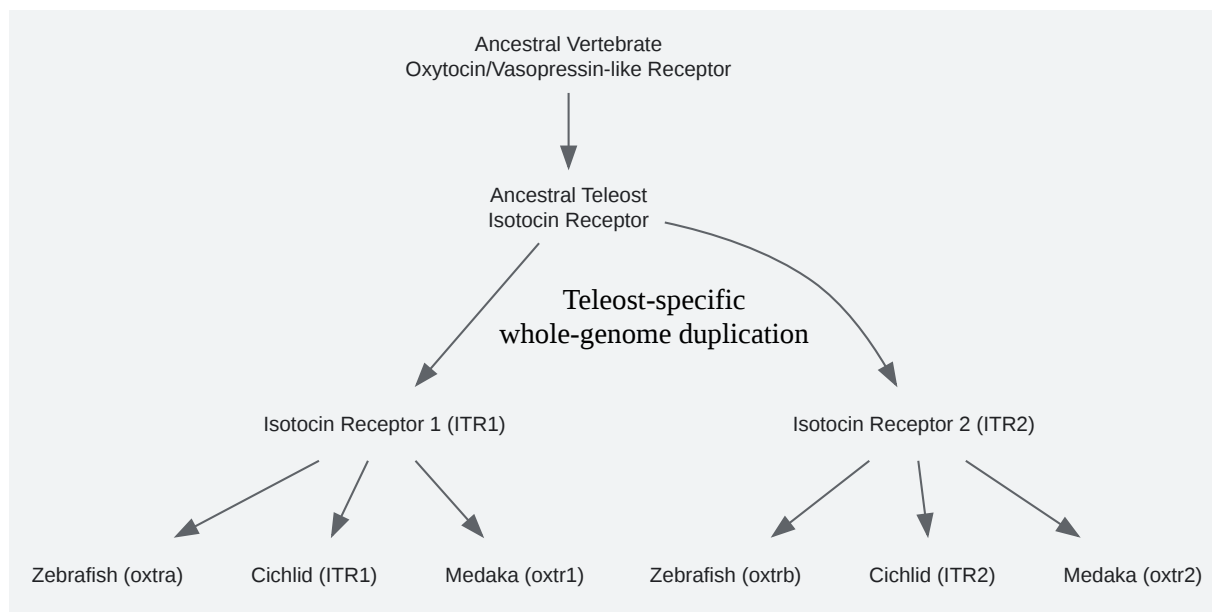 Ancestral Vertebrate
Oxytocin/Vasopressin-like Receptor
Ancestral Teleost
Isotocin Receptor
Teleost-specific
whole-genome duplication
Isotocin Receptor 1 (ITR1)
Isotocin Receptor 2 (ITR2)
Zebrafish (oxtra)
Cichlid (ITR1)
Medaka (oxtr1)
Zebrafish (oxtrb)
Cichlid (ITR2)
Medaka (oxtr2)